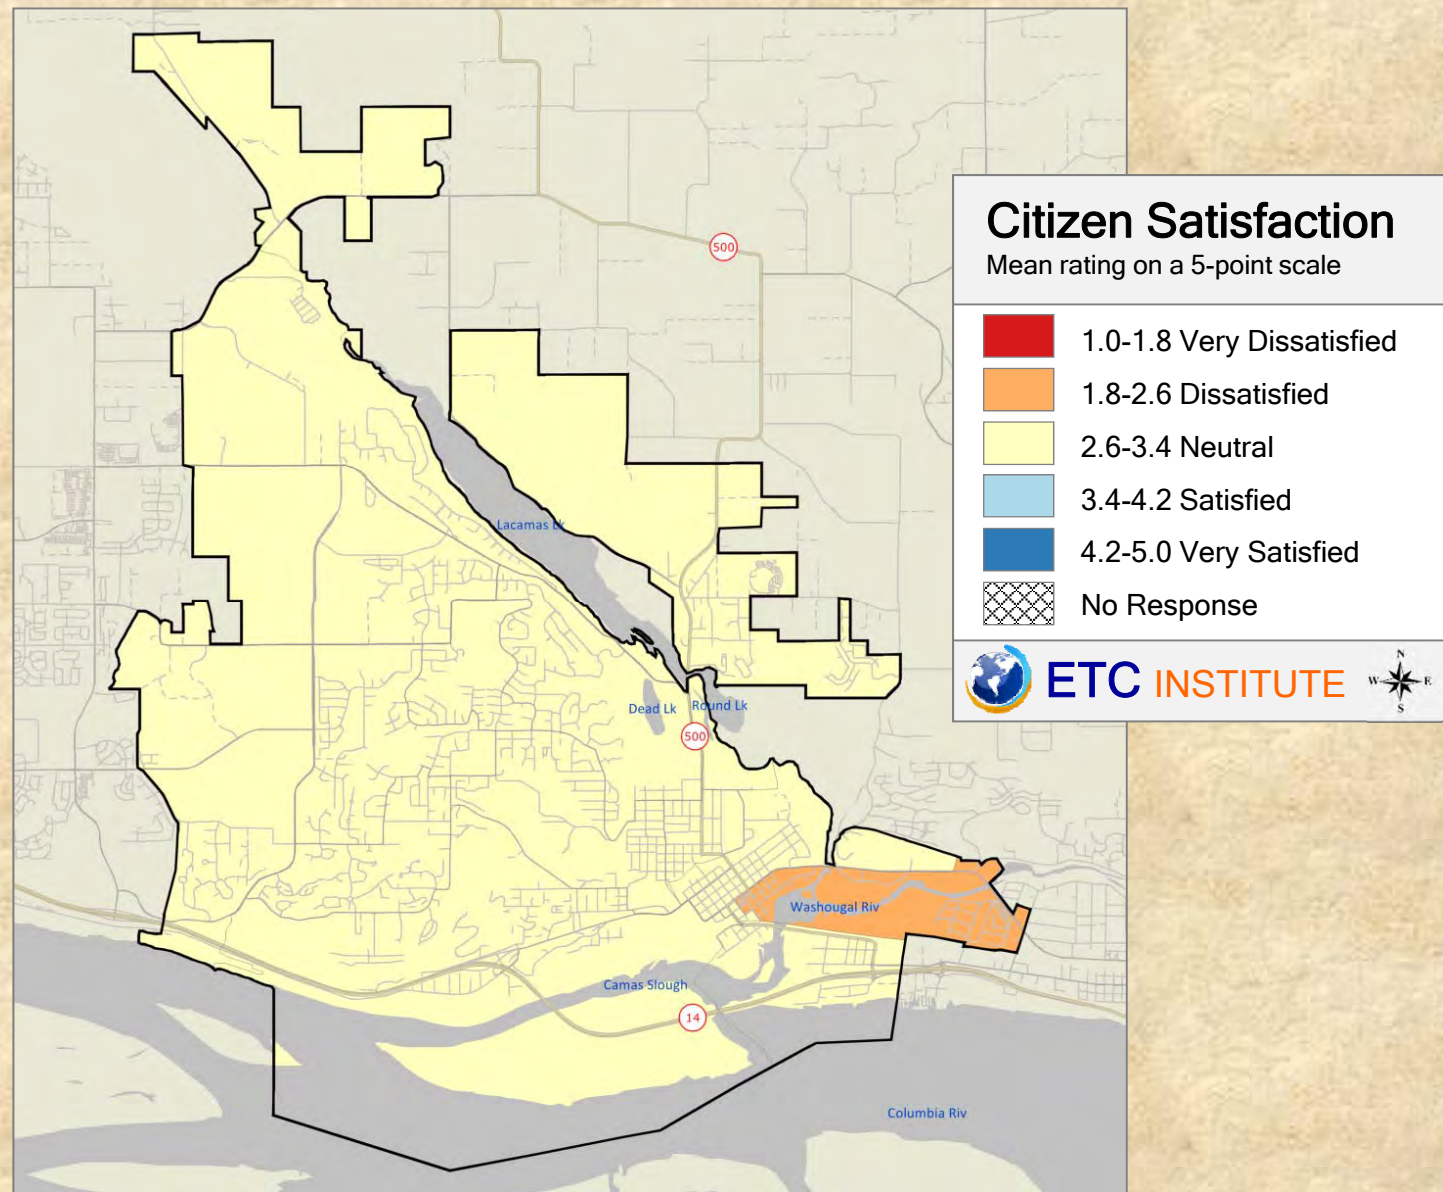 Citizen Satisfaction
Mean rating on a 5-point scale
1.0-1.8 Very Dissatisfied
1.8-2.6 Dissatisfied
2.6-3.4 Neutral
3.4-4.2 Satisfied
4.2-5.0 Very Satisfied
No Response
ETC INSTITUTE
N
W E
S
500
Lacamas Lk
Dead Lk
Round Lk
500
Washougal Riv
Camas Slough
14
Columbia Riv